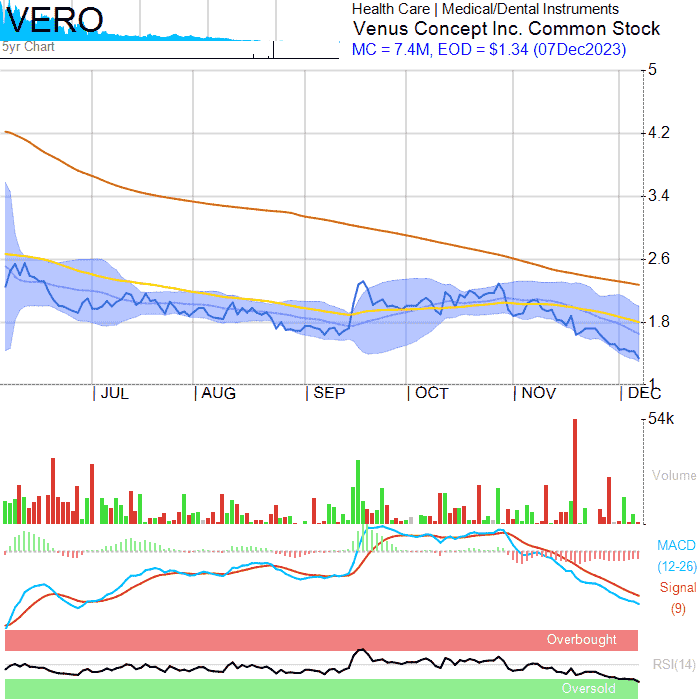 VERO
5yr Chart
Health Care | Medical/Dental Instruments
Venus Concept Inc. Common Stock
MC = 7.4M, EOD = $1.34 (07Dec2023)
5
4.2
3.4
2.6
1.8
1
JUL
AUG
SEP
OCT
NOV
DEC
54k
Volume
MACD
(12-26)
Signal
(9)
Overbought
RSI(14)
Oversold